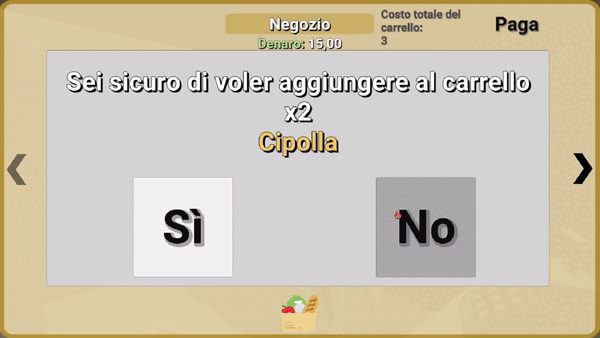 Negozio
Denaro: 15,00
Costo totale del
carrello:
3
Paga
Sei sicuro di voler aggiungere al carrello
x2
Cipolla
Sì
No